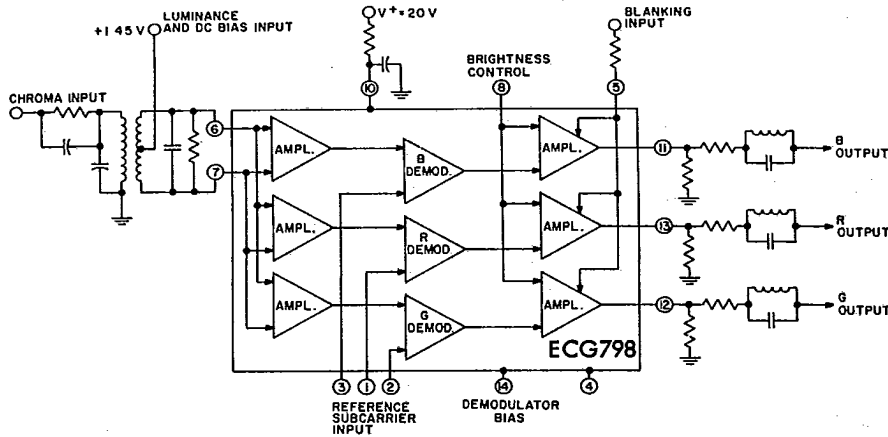 LUMINANCE
AND DC BIAS INPUT
+1 45V
V+=20V
BLANKING
INPUT
BRIGHTNESS
CONTROL
10
8
5
CHROMA INPUT
6
7
AMPL.
AMPL.
AMPL.
B
DEMOD.
R
DEMOD.
G
DEMOD.
AMPL.
AMPL.
AMPL.
11
B
OUTPUT
13
R
OUTPUT
12
G
OUTPUT
ECG798
3
1
2
14
4
REFERENCE
SUBCARRIER
INPUT
DEMODULATOR
BIAS